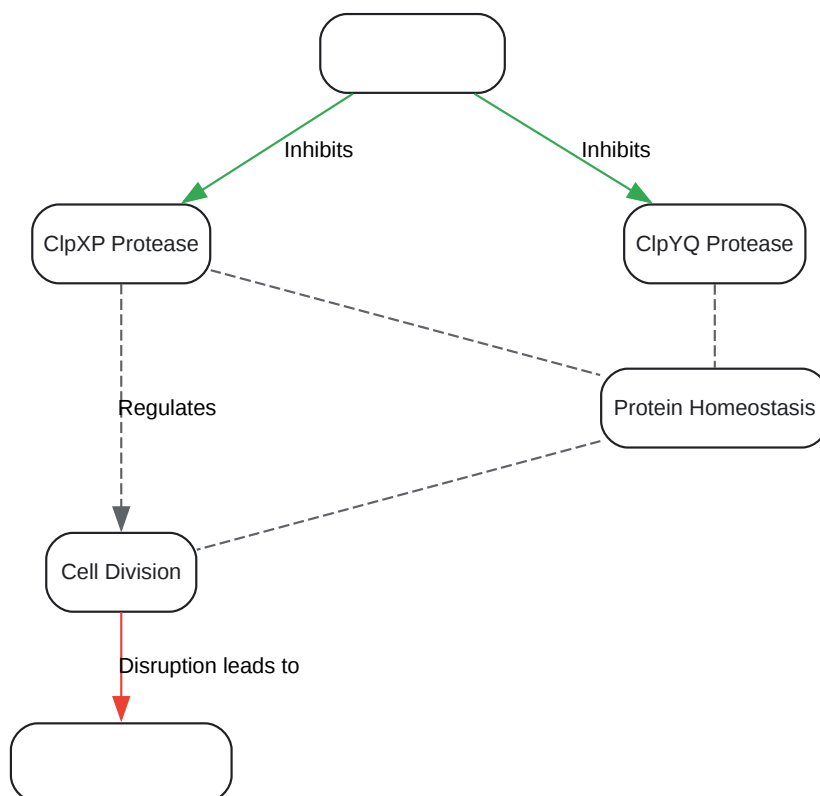 Inhibits
Inhibits
ClpXP Protease
ClpYQ Protease
Regulates
Protein Homeostasis
Cell Division
Disruption leads to